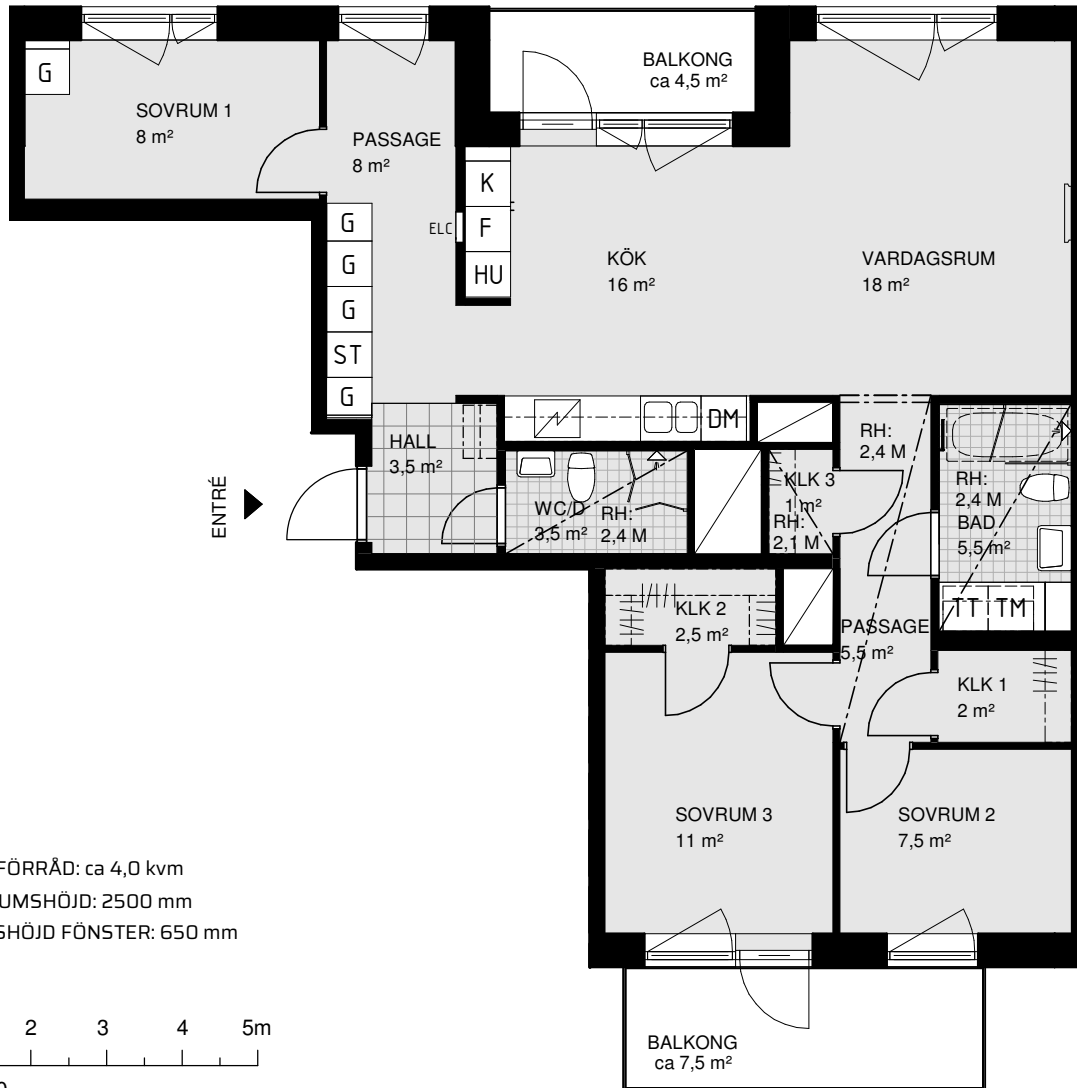 G
SOVRUM 1
8 m²
PASSAGE
8 m²
BALKONG
ca 4,5 m²
K
F
HU
ELC
G
G
G
ST
G
KÖK
16 m²
VARDAGSRUM
18 m²
DM
HALL
3,5 m²
ENTRÉ
WC/D
3,5 m²
RH:
2,4 M
KLK 3
1 m²
RH:
2,1 M
RH:
2,4 M
RH:
2,4 M
BAD
5,5 m²
TT TM
KLK 2
2,5 m²
PASSAGE
5,5 m²
KLK 1
2 m²
SOVRUM 3
11 m²
SOVRUM 2
7,5 m²
BALKONG
ca 7,5 m²
FÖRRÅD: ca 4,0 kvm
UMSHÖJD: 2500 mm
SHÖJD FÖNSTER: 650 mm
2 3 4 5m